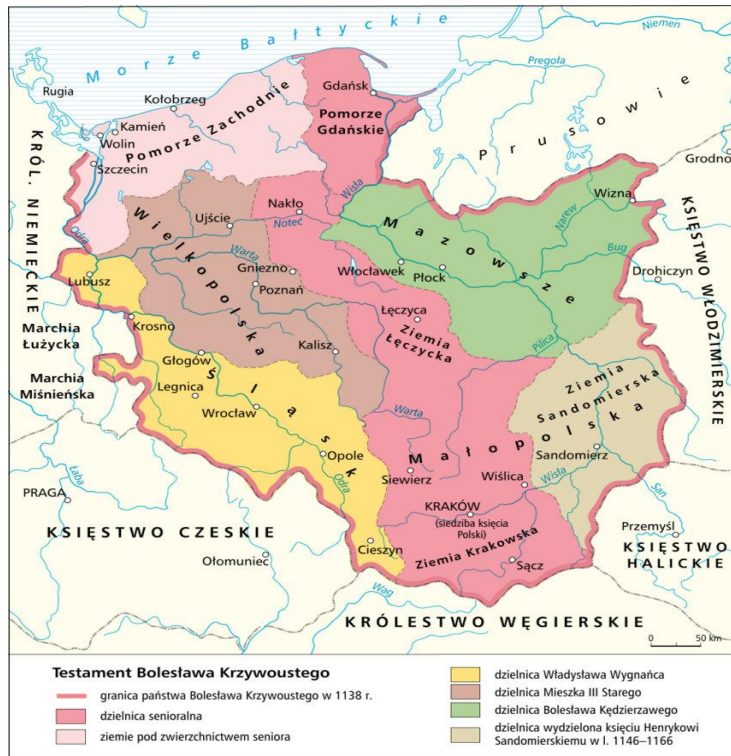 Morze Bałtyckie
Niemen
Pregoła
Rugia
Gdańsk
Kołobrzeg
Pomorze Gdańskie
Kamień
Wolin
Pomorze Zachodnie
Prusowie
Szczecin
Grodno
KRÓL. NIEMIECKIE
Wisła
Wizna
Nakło
Ujście
Noteć
Narew
Mazowsze
KSIĘSTWO WŁODZIMIERSKIE
Odra
Wielkopolska
Warta
Bug
Gniezno
Włocławek
Płock
Drohiczyn
Lubusz
Poznań
Łęczyca
Krosno
Ziemia Łęczycka
Marchia
Łużycka
Głogów
Kalisz
Pilica
Marchia
Miśnieńska
Legnica
Śląsk
Wrocław
Warta
Ziemia Sandomierska
Małopolska
Opole
Sandomierz
Łaba
Odra
Siewierz
Wiślica
Wisła
San
PRAGA
KRAKÓW
(siedziba księcia
Polski)
Przemyśl
KSIĘSTWO CZESKIE
Cieszyn
Ziemia Krakowska
KSIĘSTWO
HALICKIE
Ołomuniec
Sącz
Wag
KRÓLESTWO WĘGIERSKIE
0 50 km
Testament Bolesława Krzywoustego
granica państwa Bolesława Krzywoustego w 1138 r.
dzielnica senioralna
ziemie pod zwierzchnictwem seniora
dzielnica Władysława Wygnańca
dzielnica Mieszka III Starego
dzielnica Bolesława Kędzierzawego
dzielnica wydzielona księciu Henrykowi
Sandomierskiemu w l. 1146–1166